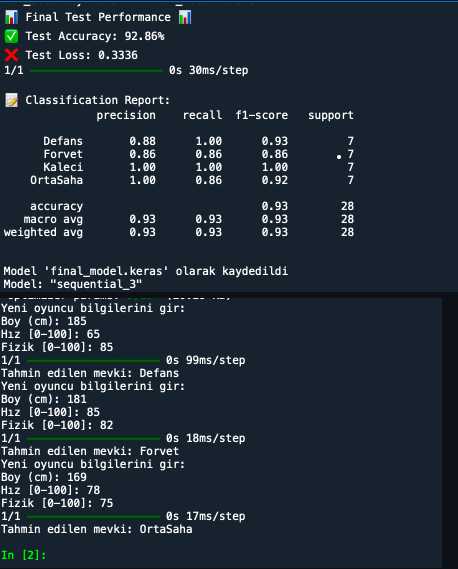 📊 Final Test Performance 📊
✅ Test Accuracy: 92.86%
❌ Test Loss: 0.3336
1/1 ━━━━━━━━━━━━━━━━━━━━ 0s 30ms/step
📝 Classification Report:
precision recall f1-score support
Defans 0.88 1.00 0.93 7
Forvet 0.86 0.86 0.86 7
Kaleci 1.00 1.00 1.00 7
OrtaSaha 1.00 0.86 0.92 7
accuracy 0.93 28
macro avg 0.93 0.93 0.93 28
weighted avg 0.93 0.93 0.93 28
Model 'final_model.keras' olarak kaydedildi
Model: "sequential_3"
Yeni oyuncu bilgilerini gir:
Boy (cm): 185
Hız [0-100]: 65
Fizik [0-100]: 85
1/1 ━━━━━━━━━━━━━━━━━━━━ 0s 99ms/step
Tahmin edilen mevki: Defans
Yeni oyuncu bilgilerini gir:
Boy (cm): 181
Hız [0-100]: 85
Fizik [0-100]: 82
1/1 ━━━━━━━━━━━━━━━━━━━━ 0s 18ms/step
Tahmin edilen mevki: Forvet
Yeni oyuncu bilgilerini gir:
Boy (cm): 169
Hız [0-100]: 78
Fizik [0-100]: 75
1/1 ━━━━━━━━━━━━━━━━━━━━ 0s 17ms/step
Tahmin edilen mevki: OrtaSaha
In [2]: